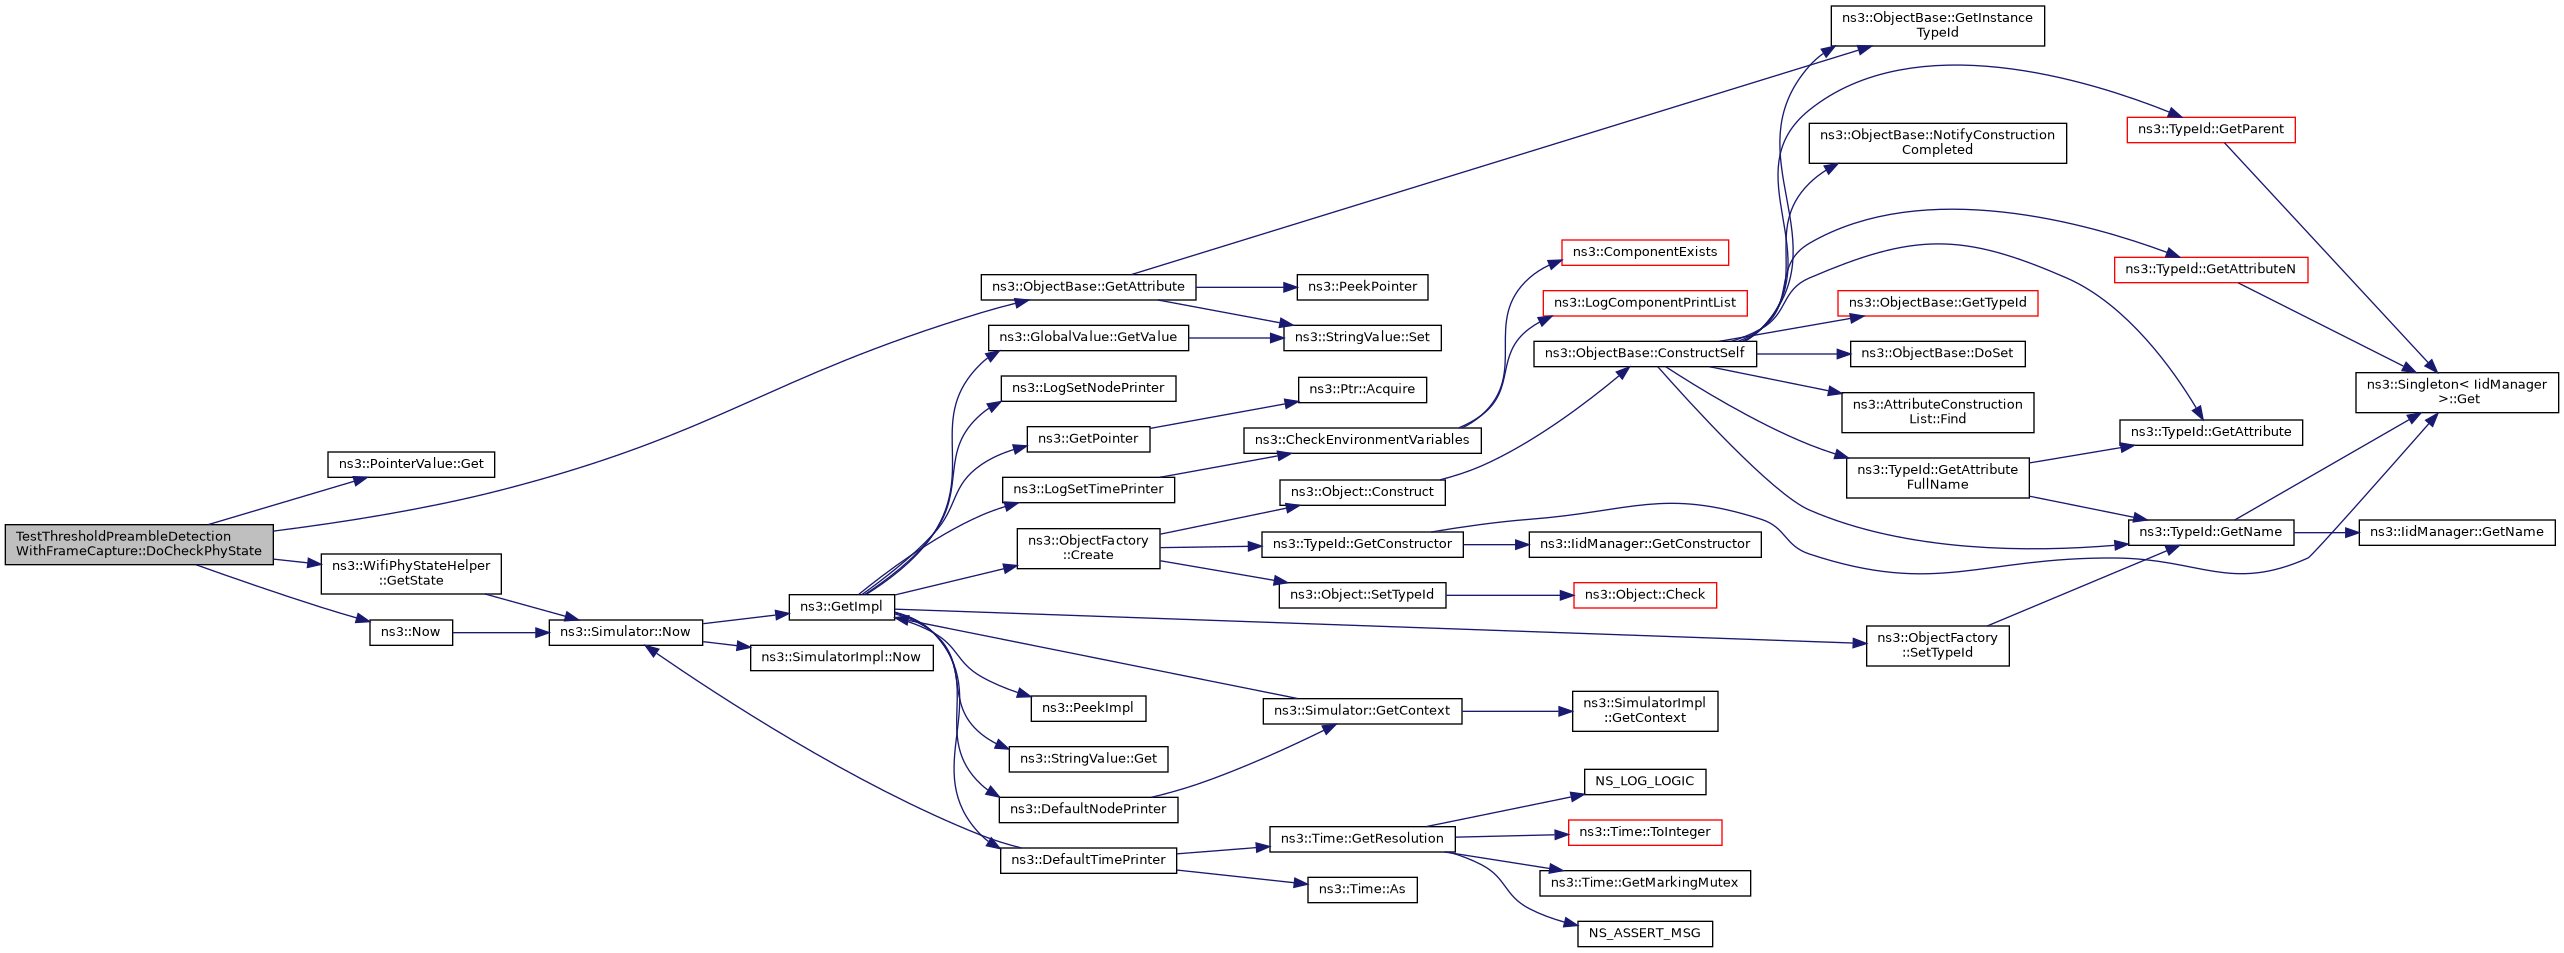 TestThresholdPreambleDetection
WithFrameCapture::DoCheckPhyState
ns3::PointerValue::Get
ns3::WifiPhyStateHelper
::GetState
ns3::Now
ns3::Simulator::Now
ns3::GetImpl
ns3::SimulatorImpl::Now
ns3::ObjectBase::GetAttribute
ns3::GlobalValue::GetValue
ns3::LogSetNodePrinter
ns3::GetPointer
ns3::LogSetTimePrinter
ns3::ObjectFactory
::Create
ns3::PeekImpl
ns3::StringValue::Get
ns3::DefaultNodePrinter
ns3::DefaultTimePrinter
ns3::PeekPointer
ns3::StringValue::Set
ns3::Ptr::Acquire
ns3::CheckEnvironmentVariables
ns3::Object::Construct
ns3::TypeId::GetConstructor
ns3::Object::SetTypeId
ns3::Simulator::GetContext
ns3::Time::GetResolution
ns3::Time::As
ns3::ComponentExists
ns3::LogComponentPrintList
ns3::ObjectBase::ConstructSelf
ns3::IidManager::GetConstructor
ns3::Object::Check
ns3::SimulatorImpl
::GetContext
NS_LOG_LOGIC
ns3::Time::ToInteger
ns3::Time::GetMarkingMutex
NS_ASSERT_MSG
ns3::ObjectBase::GetInstance
TypeId
ns3::ObjectBase::NotifyConstruction
Completed
ns3::ObjectBase::GetTypeId
ns3::ObjectBase::DoSet
ns3::AttributeConstruction
List::Find
ns3::TypeId::GetAttribute
FullName
ns3::ObjectFactory
::SetTypeId
ns3::TypeId::GetParent
ns3::TypeId::GetAttributeN
ns3::TypeId::GetAttribute
ns3::TypeId::GetName
ns3::Singleton< IidManager
>::Get
ns3::IidManager::GetName